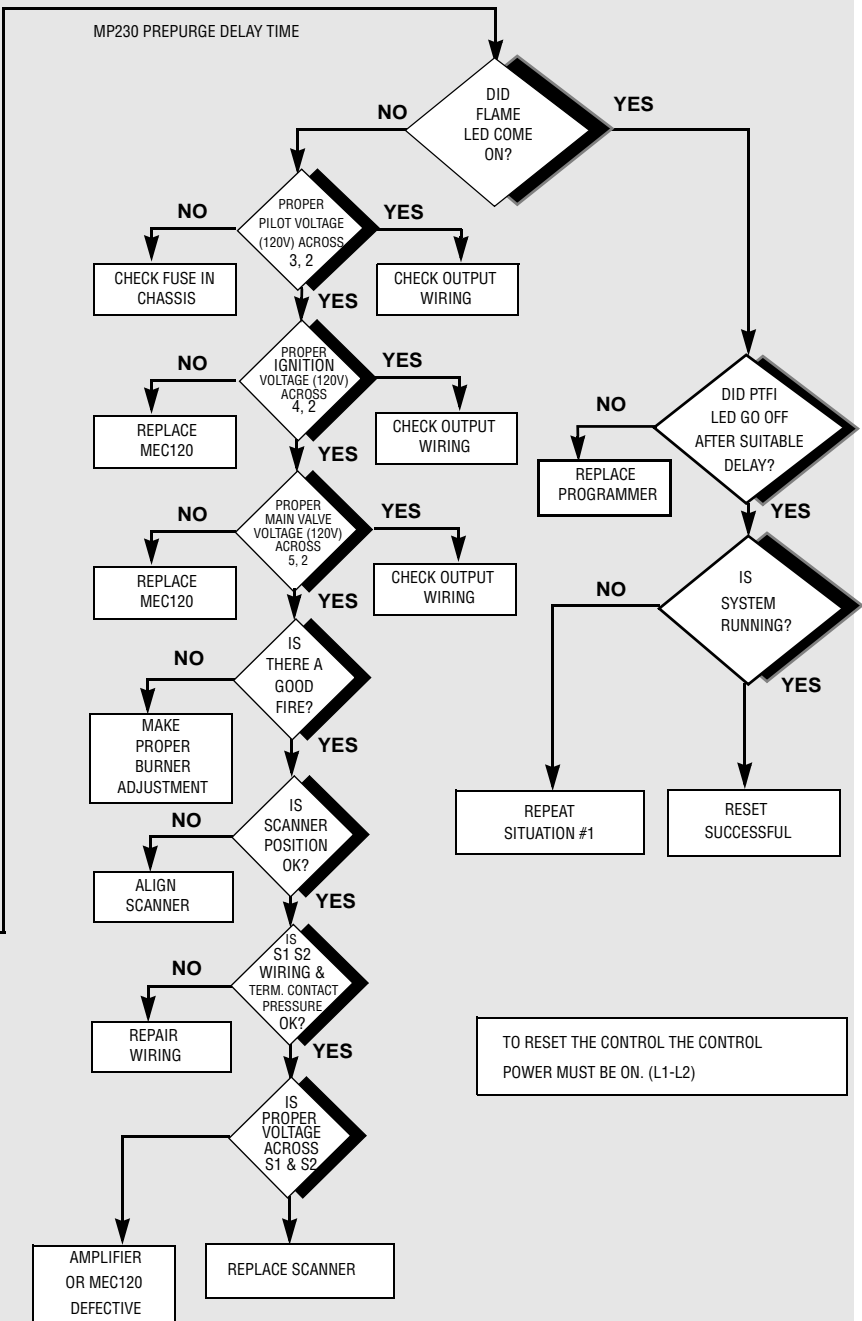 MP230 PREPURGE DELAY TIME
DID
FLAME
LED COME
ON?
NO
YES
PROPER
PILOT VOLTAGE
(120V) ACROSS
3, 2
NO
YES
CHECK FUSE IN
CHASSIS
CHECK OUTPUT
WIRING
YES
PROPER
IGNITION
VOLTAGE (120V)
ACROSS
4, 2
NO
YES
REPLACE
MEC120
CHECK OUTPUT
WIRING
YES
PROPER
MAIN VALVE
VOLTAGE (120V)
ACROSS
5, 2
NO
YES
REPLACE
MEC120
CHECK OUTPUT
WIRING
YES
IS
THERE A
GOOD
FIRE?
NO
MAKE
PROPER
BURNER
ADJUSTMENT
YES
IS
SCANNER
POSITION
OK?
NO
ALIGN
SCANNER
YES
IS
S1 S2
WIRING &
TERM. CONTACT
PRESSURE
OK?
NO
REPAIR
WIRING
YES
IS
PROPER
VOLTAGE
ACROSS
S1 & S2
AMPLIFIER
OR MEC120
DEFECTIVE
REPLACE SCANNER
DID PTFI
LED GO OFF
AFTER SUITABLE
DELAY?
NO
REPLACE
PROGRAMMER
YES
IS
SYSTEM
RUNNING?
NO
YES
REPEAT
SITUATION #1
RESET
SUCCESSFUL
TO RESET THE CONTROL THE CONTROL
POWER MUST BE ON. (L1-L2)